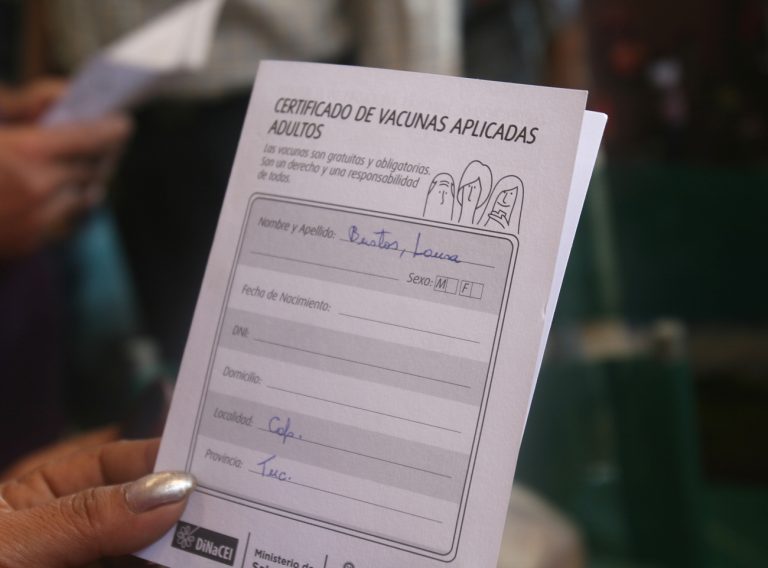 CERTIFICADO DE VACUNAS APLICADAS
ADULTOS
Las vacunas son gratuitas y obligatorias.
Son un derecho y una responsabilidad
de todos.
Nombre y Apellido: Bustos, Laura
Sexo: M F
Fecha de Nacimiento:
DNI:
Domicilio:
Localidad: Cap.
Provincia: Tuc.
DiNaCEI
Ministerio de